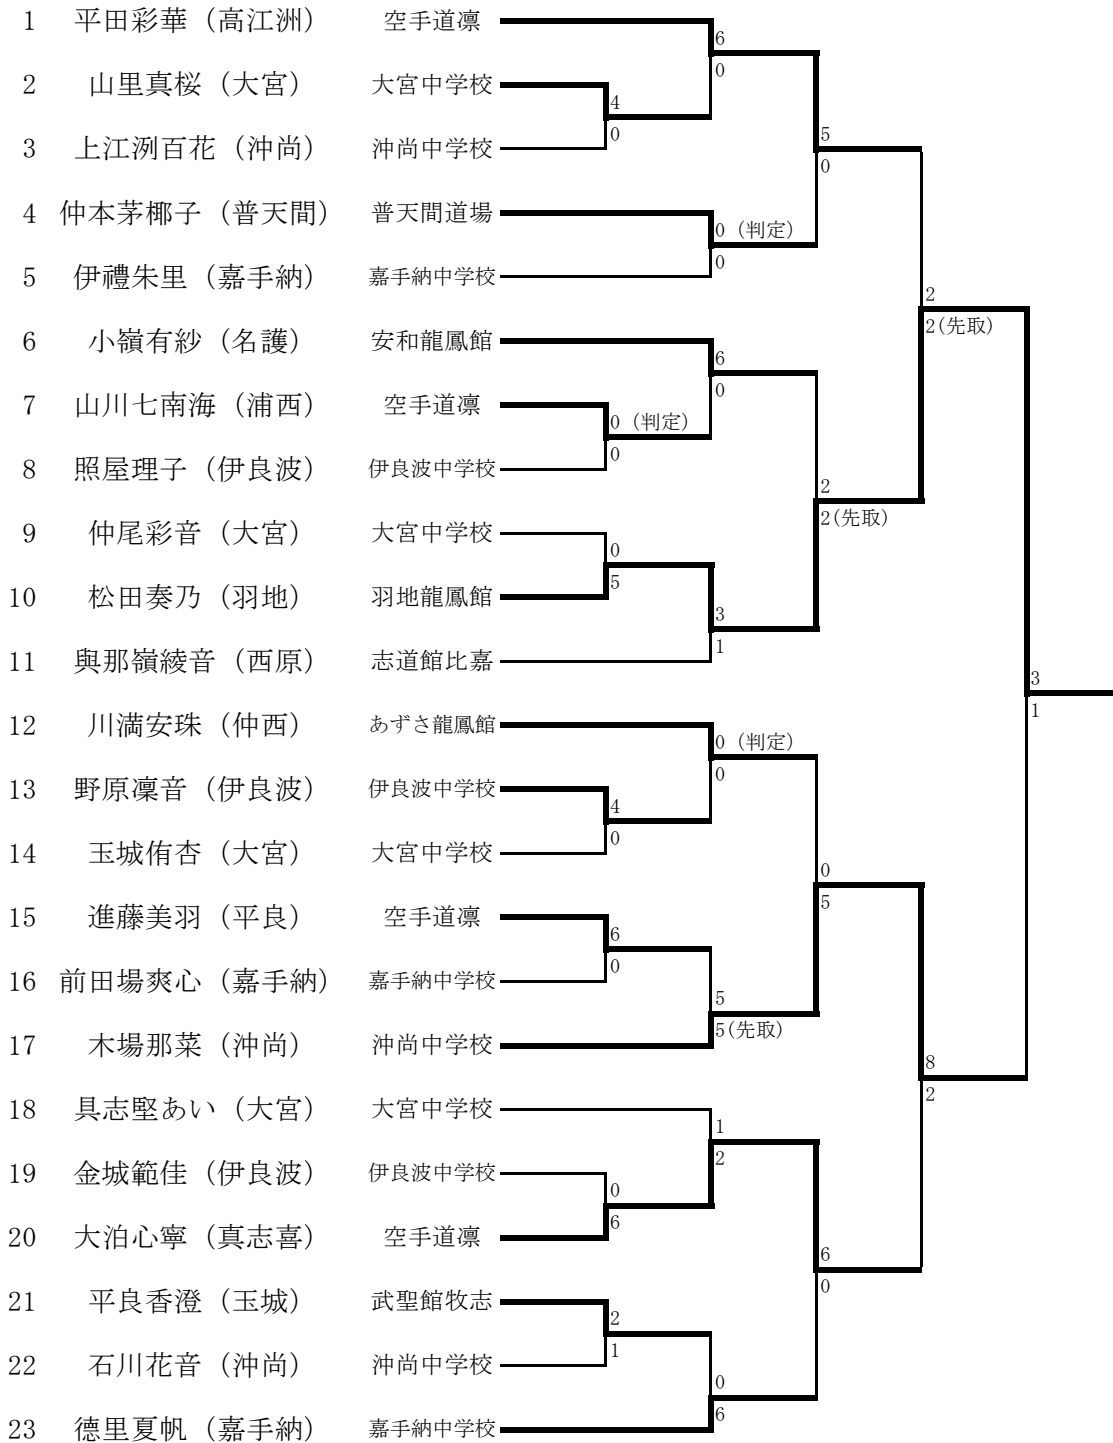 1 平田彩華（高江洲） 空手道凛
6
0
2 山里真桜（大宮） 大宮中学校
4
0
3 上江洌百花（沖尚） 沖尚中学校
5
0
4 仲本茅椰子（普天間） 普天間道場
0（判定）
0
5 伊禮朱里（嘉手納） 嘉手納中学校
2
2(先取)
6 小嶺有紗（名護） 安和龍鳳館
6
0
7 山川七南海（浦西） 空手道凛
0（判定）
0
8 照屋理子（伊良波） 伊良波中学校
2
2(先取)
9 仲尾彩音（大宮） 大宮中学校
0
5
10 松田奏乃（羽地） 羽地龍鳳館
3
1
11 與那嶺綾音（西原） 志道館比嘉
3
1
12 川満安珠（仲西） あずさ龍鳳館
0（判定）
0
13 野原凜音（伊良波） 伊良波中学校
4
0
14 玉城侑杏（大宮） 大宮中学校
0
5
15 進藤美羽（平良） 空手道凛
6
0
16 前田場爽心（嘉手納） 嘉手納中学校
5
5(先取)
17 木場那菜（沖尚） 沖尚中学校
8
2
18 具志堅あい（大宮） 大宮中学校
1
2
19 金城範佳（伊良波） 伊良波中学校
0
6
20 大泊心寧（真志喜） 空手道凛
6
0
21 平良香澄（玉城） 武聖館牧志
2
1
22 石川花音（沖尚） 沖尚中学校
0
6
23 德里夏帆（嘉手納） 嘉手納中学校